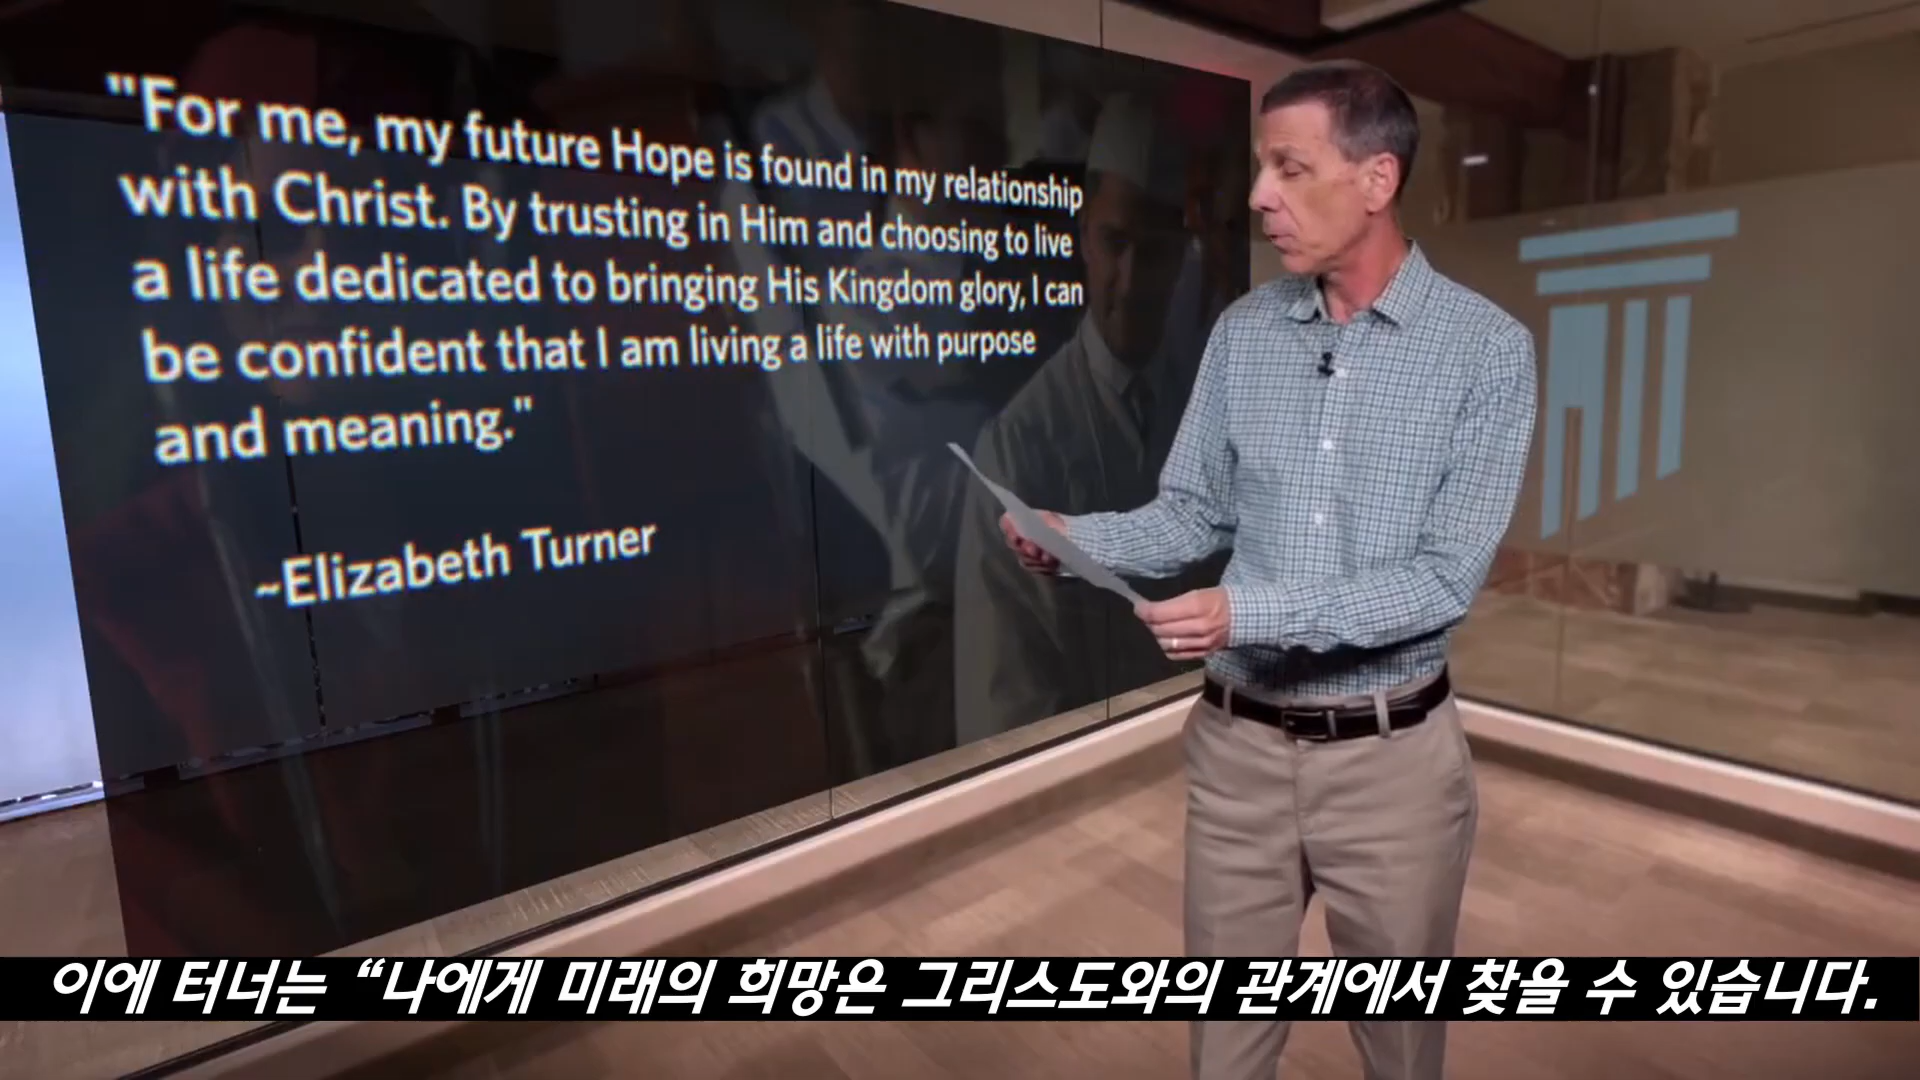 "For me, my future Hope is found in my relationship
with Christ. By trusting in Him and choosing to live
a life dedicated to bringing His Kingdom glory, I can
be confident that I am living a life with purpose
and meaning."
~Elizabeth Turner
이에 터너는 “나에게 미래의 희망은 그리스도와의 관계에서 찾을 수 있습니다.